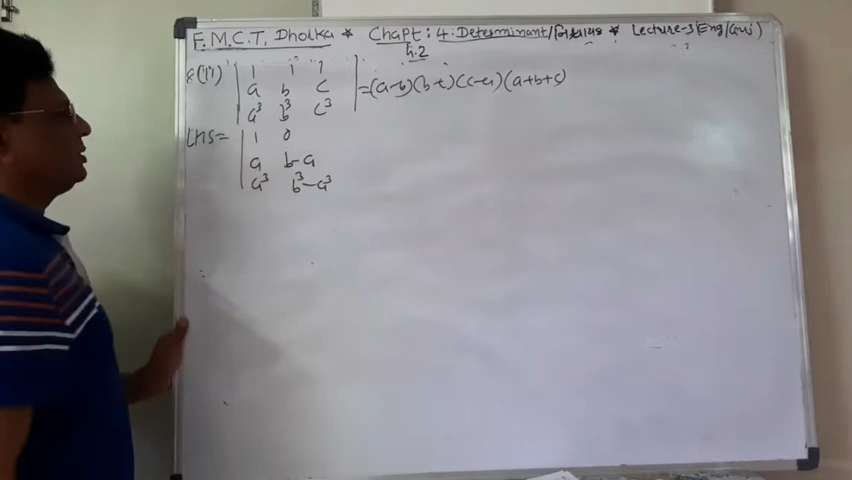 F.M.C.T. Dholka * Chapt: 4. Determinant/નિશ્ચાયક * Lecture-3 (Eng/Guj)
4.2
8(ii) | 1 1 1 |
a b c = (a-b)(b-c)(c-a)(a+b+c)
a³ b³ c³
LHS = | 1 0
a b-a
a³ b³-a³